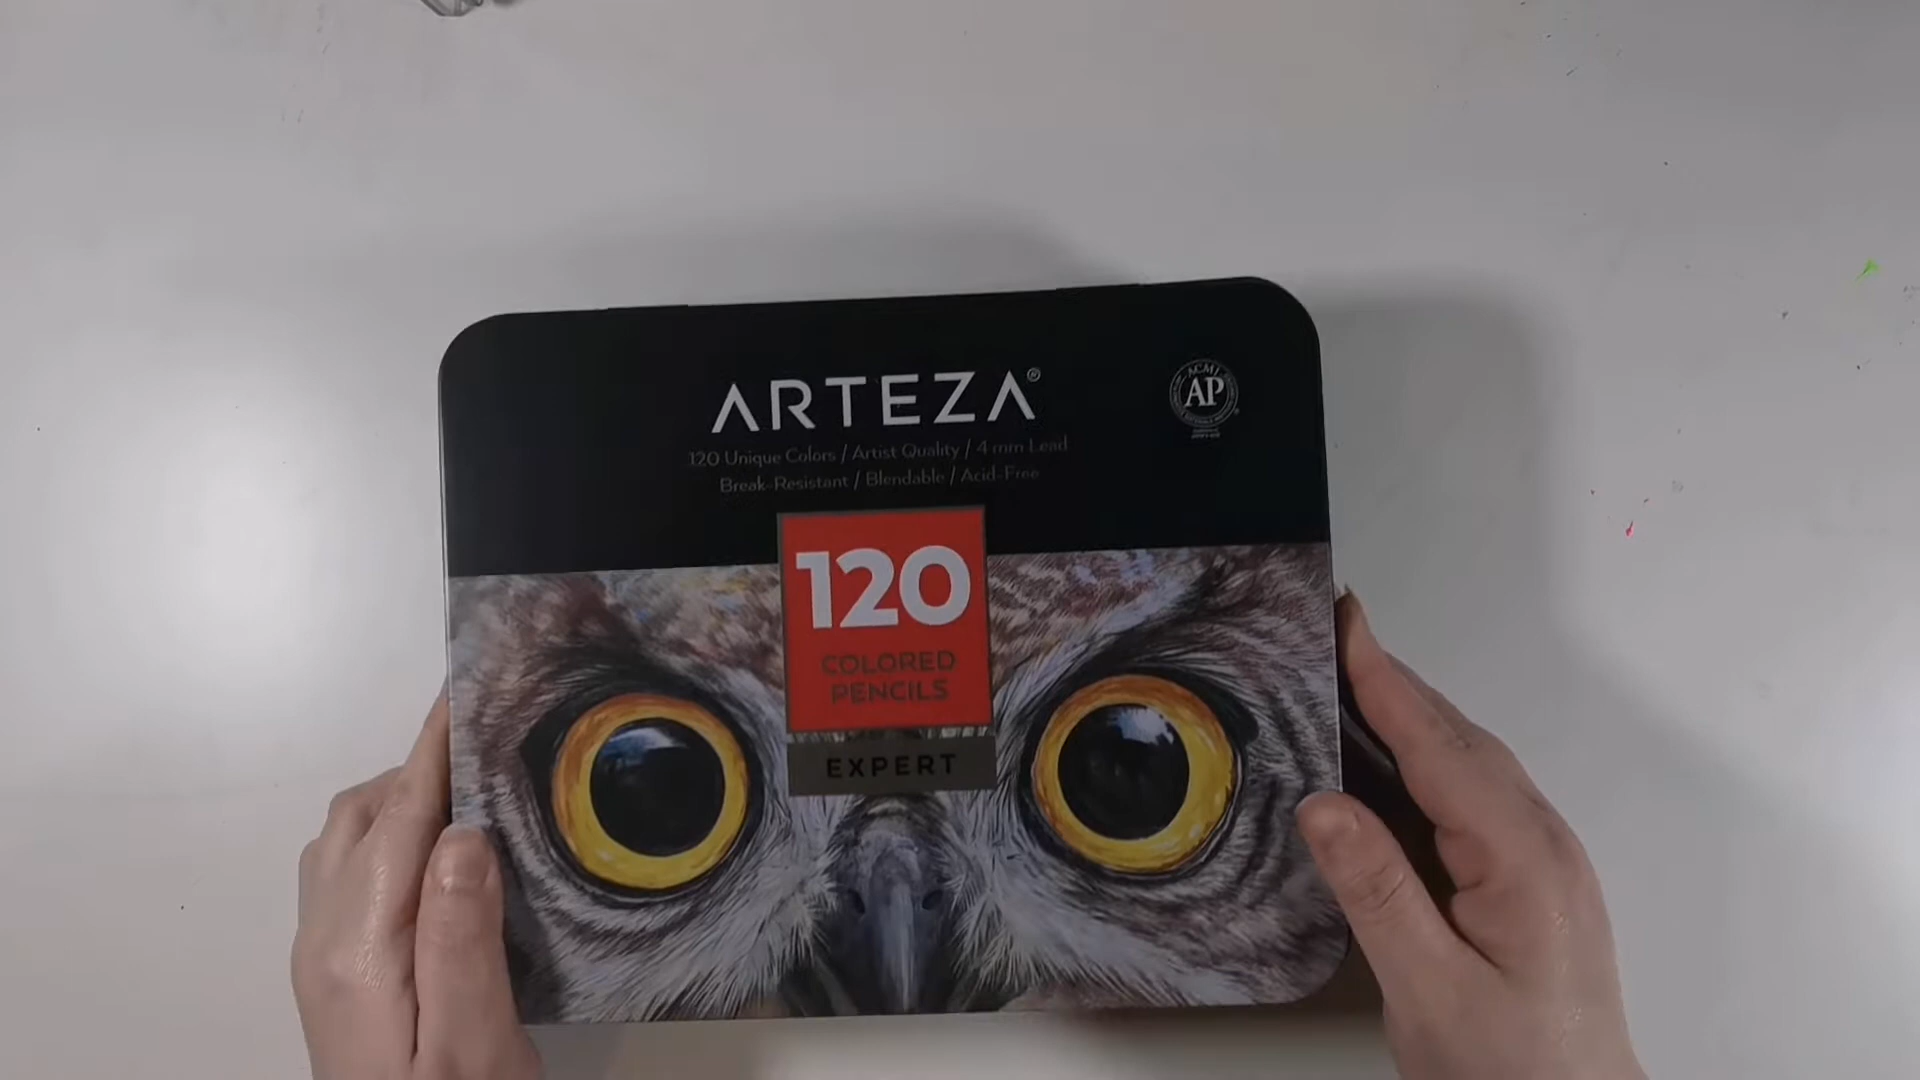 ARTEZA®
ACMI
AP
120 Unique Colors / Artist Quality / 4 mm Lead
Break-Resistant / Blendable / Acid-Free
120
COLORED
PENCILS
EXPERT